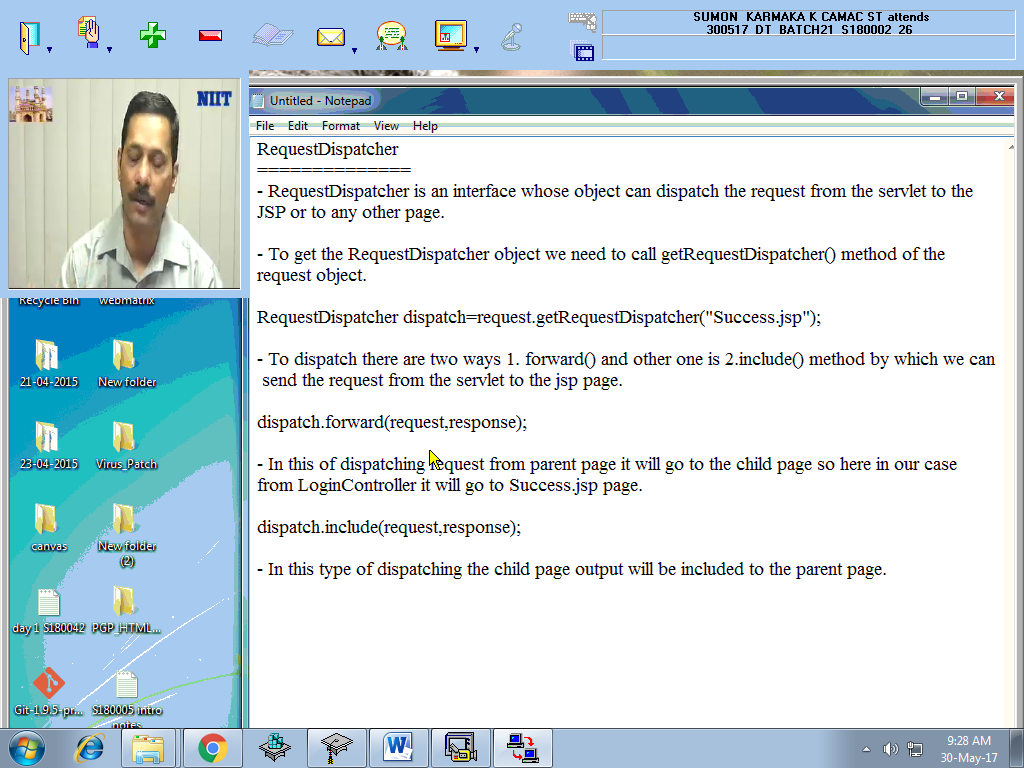 SUMON KARMAKA K CAMAC ST attends
300517_DT_BATCH21_S180002_26
NIIT
Untitled - Notepad
File Edit Format View Help
RequestDispatcher
==============
- RequestDispatcher is an interface whose object can dispatch the request from the servlet to the
JSP or to any other page.
- To get the RequestDispatcher object we need to call getRequestDispatcher() method of the
request object.
RequestDispatcher dispatch=request.getRequestDispatcher("Success.jsp");
- To dispatch there are two ways 1. forward() and other one is 2.include() method by which we can
send the request from the servlet to the jsp page.
dispatch.forward(request,response);
- In this of dispatching request from parent page it will go to the child page so here in our case
from LoginController it will go to Success.jsp page.
dispatch.include(request,response);
- In this type of dispatching the child page output will be included to the parent page.
Recycle Bin webmatrix
21-04-2015 New folder
23-04-2015 Virus_Patch
canvas New folder
(2)
day 1 S180042 PGP_HTML...
Git-1.9.5-pr... S180005 intro
notes
9:28 AM
30-May-17